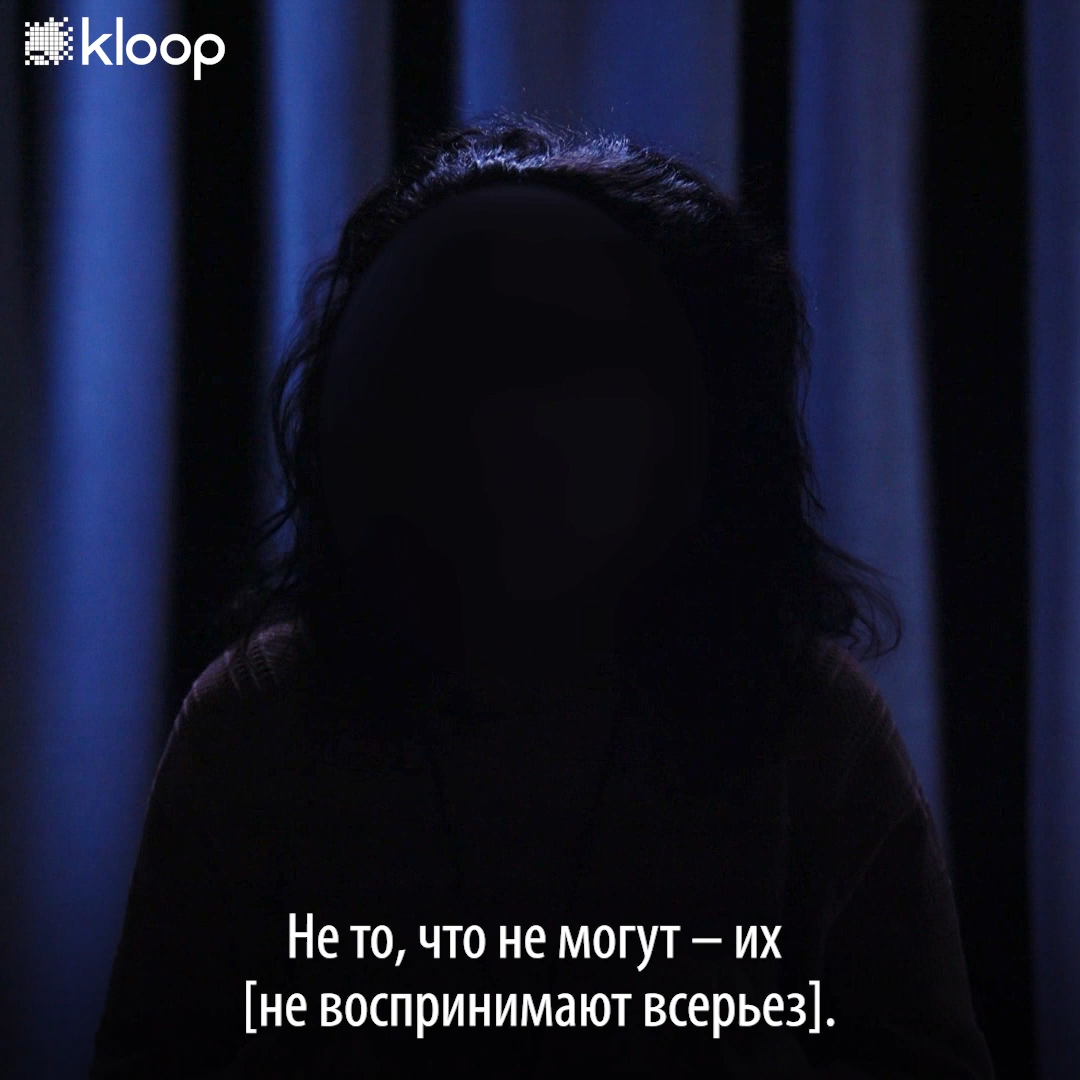 kloop
Не то, что не могут – их
[не воспринимают всерьез].